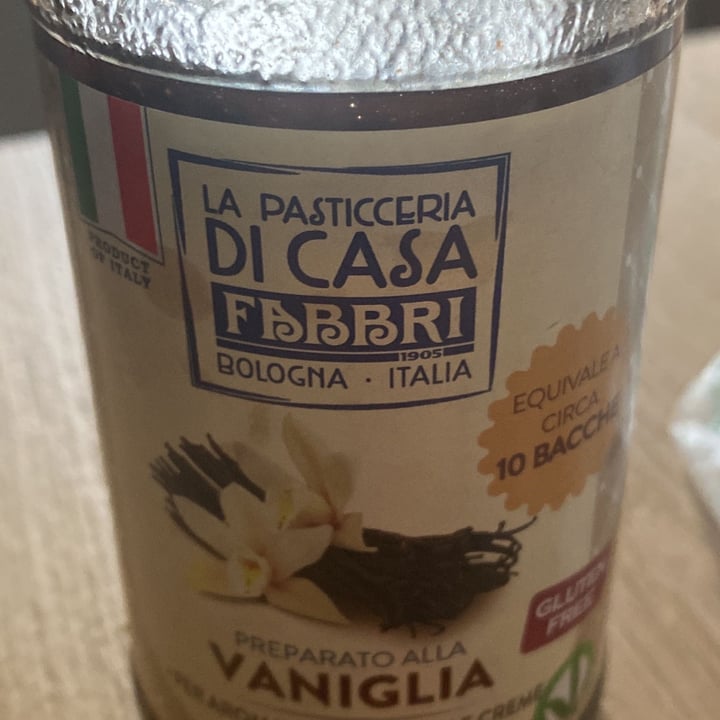 PRODUCT
OF ITALY
LA PASTICCERIA
DI CASA
FABBRI
1905
BOLOGNA · ITALIA
EQUIVALE A
CIRCA
10 BACCHE
GLUTEN
FREE
PREPARATO ALLA
VANIGLIA
CREME